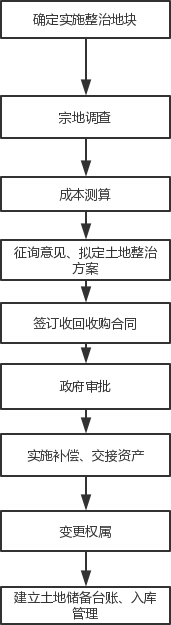 确定实施整治地块
宗地调查
成本测算
征询意见、拟定土地整治
方案
签订收回收购合同
政府审批
实施补偿、交接资产
变更权属
建立土地储备台账、入库
管理